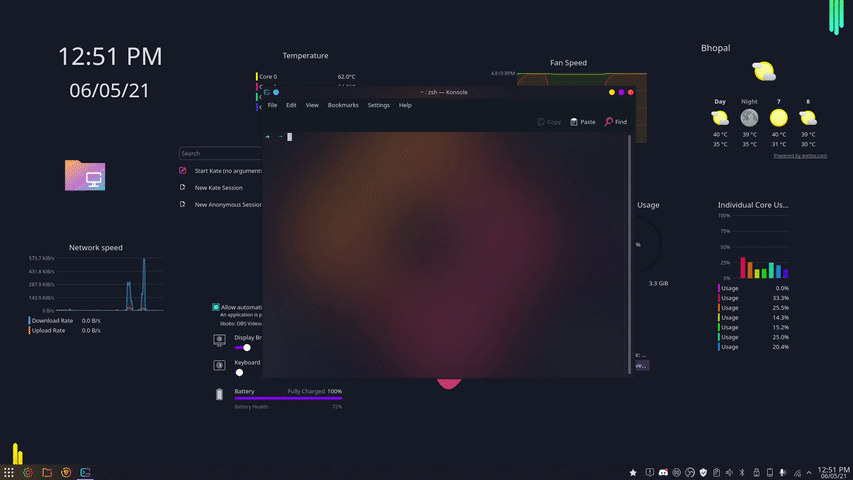 12:51 PM
06/05/21
Temperature
Core 0
62.0°C
Fan Speed
4,819 RPM
Bhopal
Day Night 7 8
40 °C 39 °C 40 °C 39 °C
35 °C 35 °C 31 °C 30 °C
Powered by wetter.com
~ : zsh — Konsole
File Edit View Bookmarks Settings Help
Copy Paste Find
➜ ~
Search
Start Kate (no arguments
New Kate Session
New Anonymous Session
Network speed
575.7 KiB/s
431.8 KiB/s
287.9 KiB/s
143.9 KiB/s
0 B/s
Download Rate 0.0 B/s
Upload Rate 0.0 B/s
Allow automati
An application is p
libobs: OBS Video
Display Br
Keyboard
Battery Fully Charged 100%
Battery Health: 72%
Usage
%
3.3 GiB
Individual Core Us...
100%
75%
50%
25%
0%
Usage 0.0%
Usage 33.3%
Usage 25.5%
Usage 14.3%
Usage 15.2%
Usage 25.0%
Usage 20.4%
12:51 PM
06/05/21